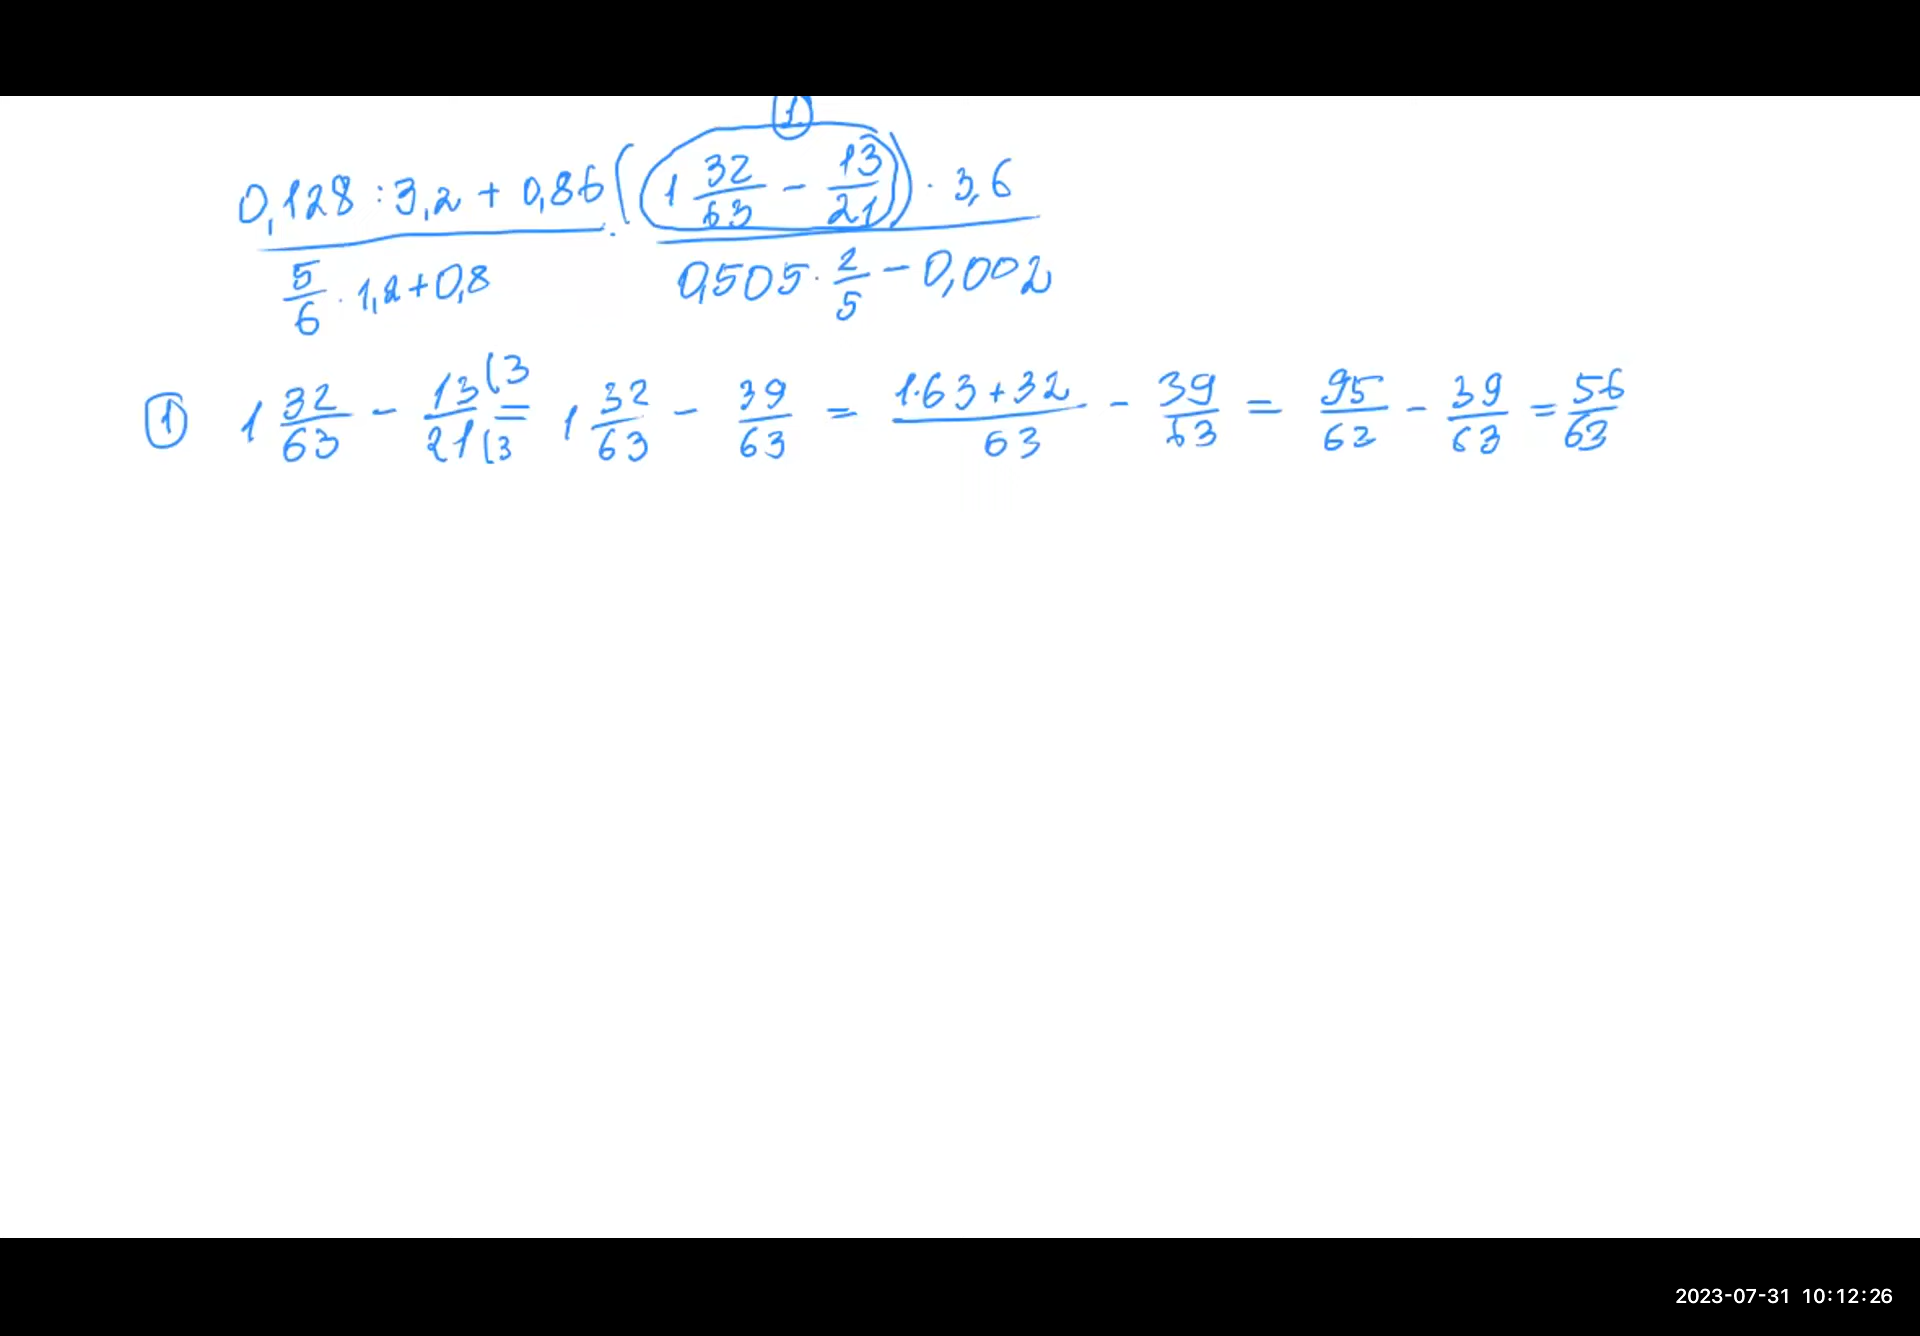 ①
0,128 : 3,2 + 0,86 (1 32/63 - 13/21) · 3,6
5/6 · 1,2 + 0,8 0,505 · 2/5 - 0,002
① 1 32/63 - 13(3/21(3 = 1 32/63 - 39/63 = 1·63+32/63 - 39/63 = 95/62 - 39/63 = 56/63
2023-07-31 10:12:26